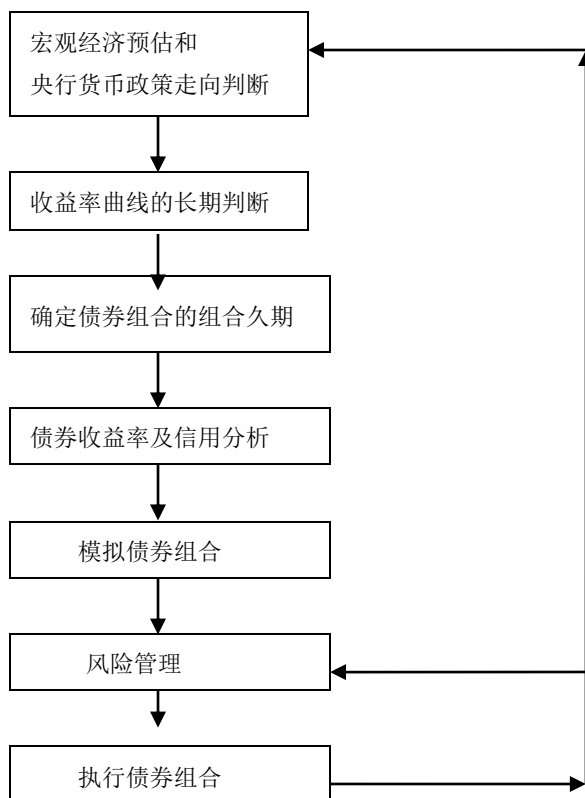 宏观经济预估和
央行货币政策走向判断
收益率曲线的长期判断
确定债券组合的组合久期
债券收益率及信用分析
模拟债券组合
风险管理
执行债券组合